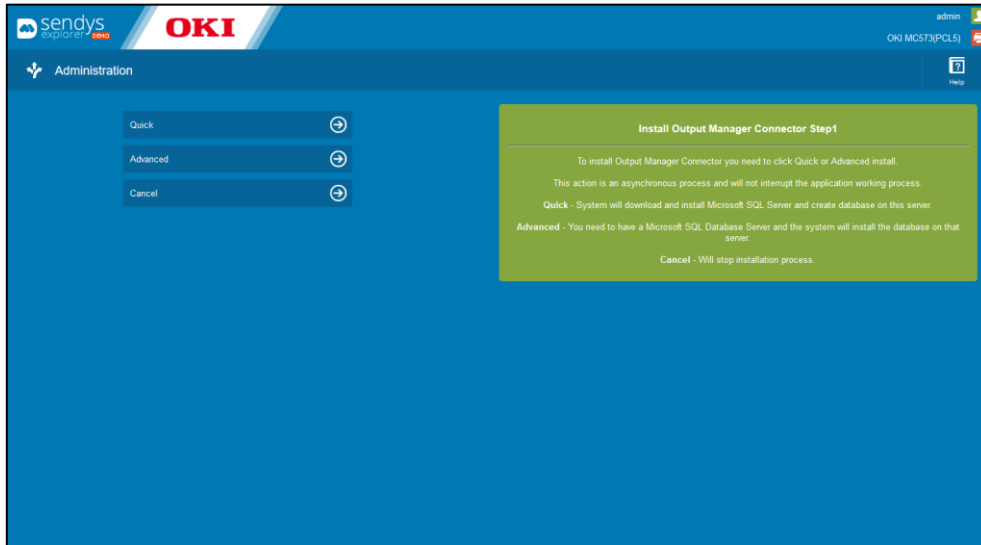 sendys
explorer DEMO
OKI
admin
OKI MC573(PCL5)
Administration
?
Help
Quick
Advanced
Cancel
Install Output Manager Connector Step1
To install Output Manager Connector you need to click Quick or Advanced install.
This action is an asynchronous process and will not interrupt the application working process.
Quick - System will download and install Microsoft SQL Server and create database on this server.
Advanced - You need to have a Microsoft SQL Database Server and the system will install the database on that
server.
Cancel - Will stop installation process.